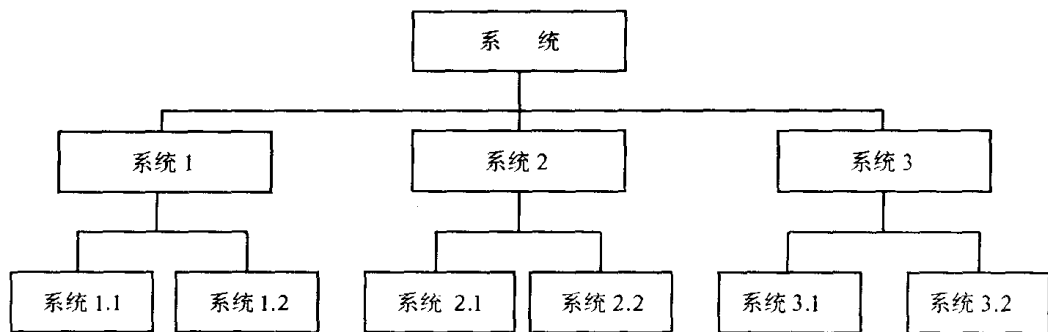 系 统
系统 1
系统 2
系统 3
系统 1.1
系统 1.2
系统 2.1
系统 2.2
系统 3.1
系统 3.2